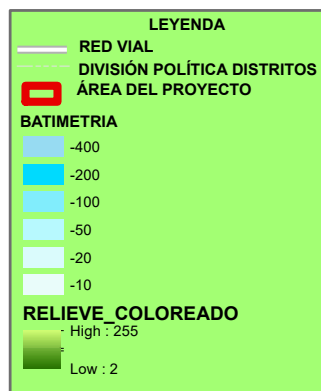 LEYENDA
RED VIAL
DIVISIÓN POLÍTICA DISTRITOS
ÁREA DEL PROYECTO
BATIMETRIA
-400
-200
-100
-50
-20
-10
RELIEVE_COLOREADO
High : 255
Low : 2